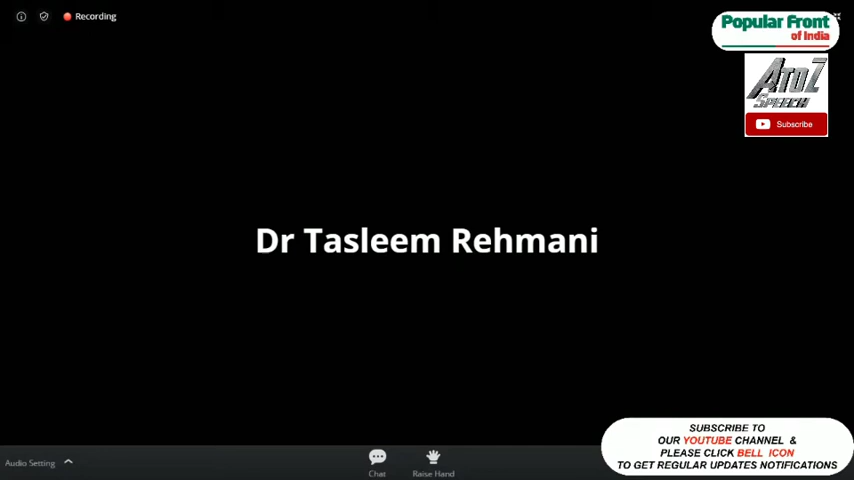 Recording
Popular Front
of India
AtoZ
SPEECH
Subscribe
Dr Tasleem Rehmani
SUBSCRIBE TO
OUR YOUTUBE CHANNEL &
PLEASE CLICK BELL ICON
TO GET REGULAR UPDATES NOTIFICATIONS
Audio Setting
Chat
Raise Hand